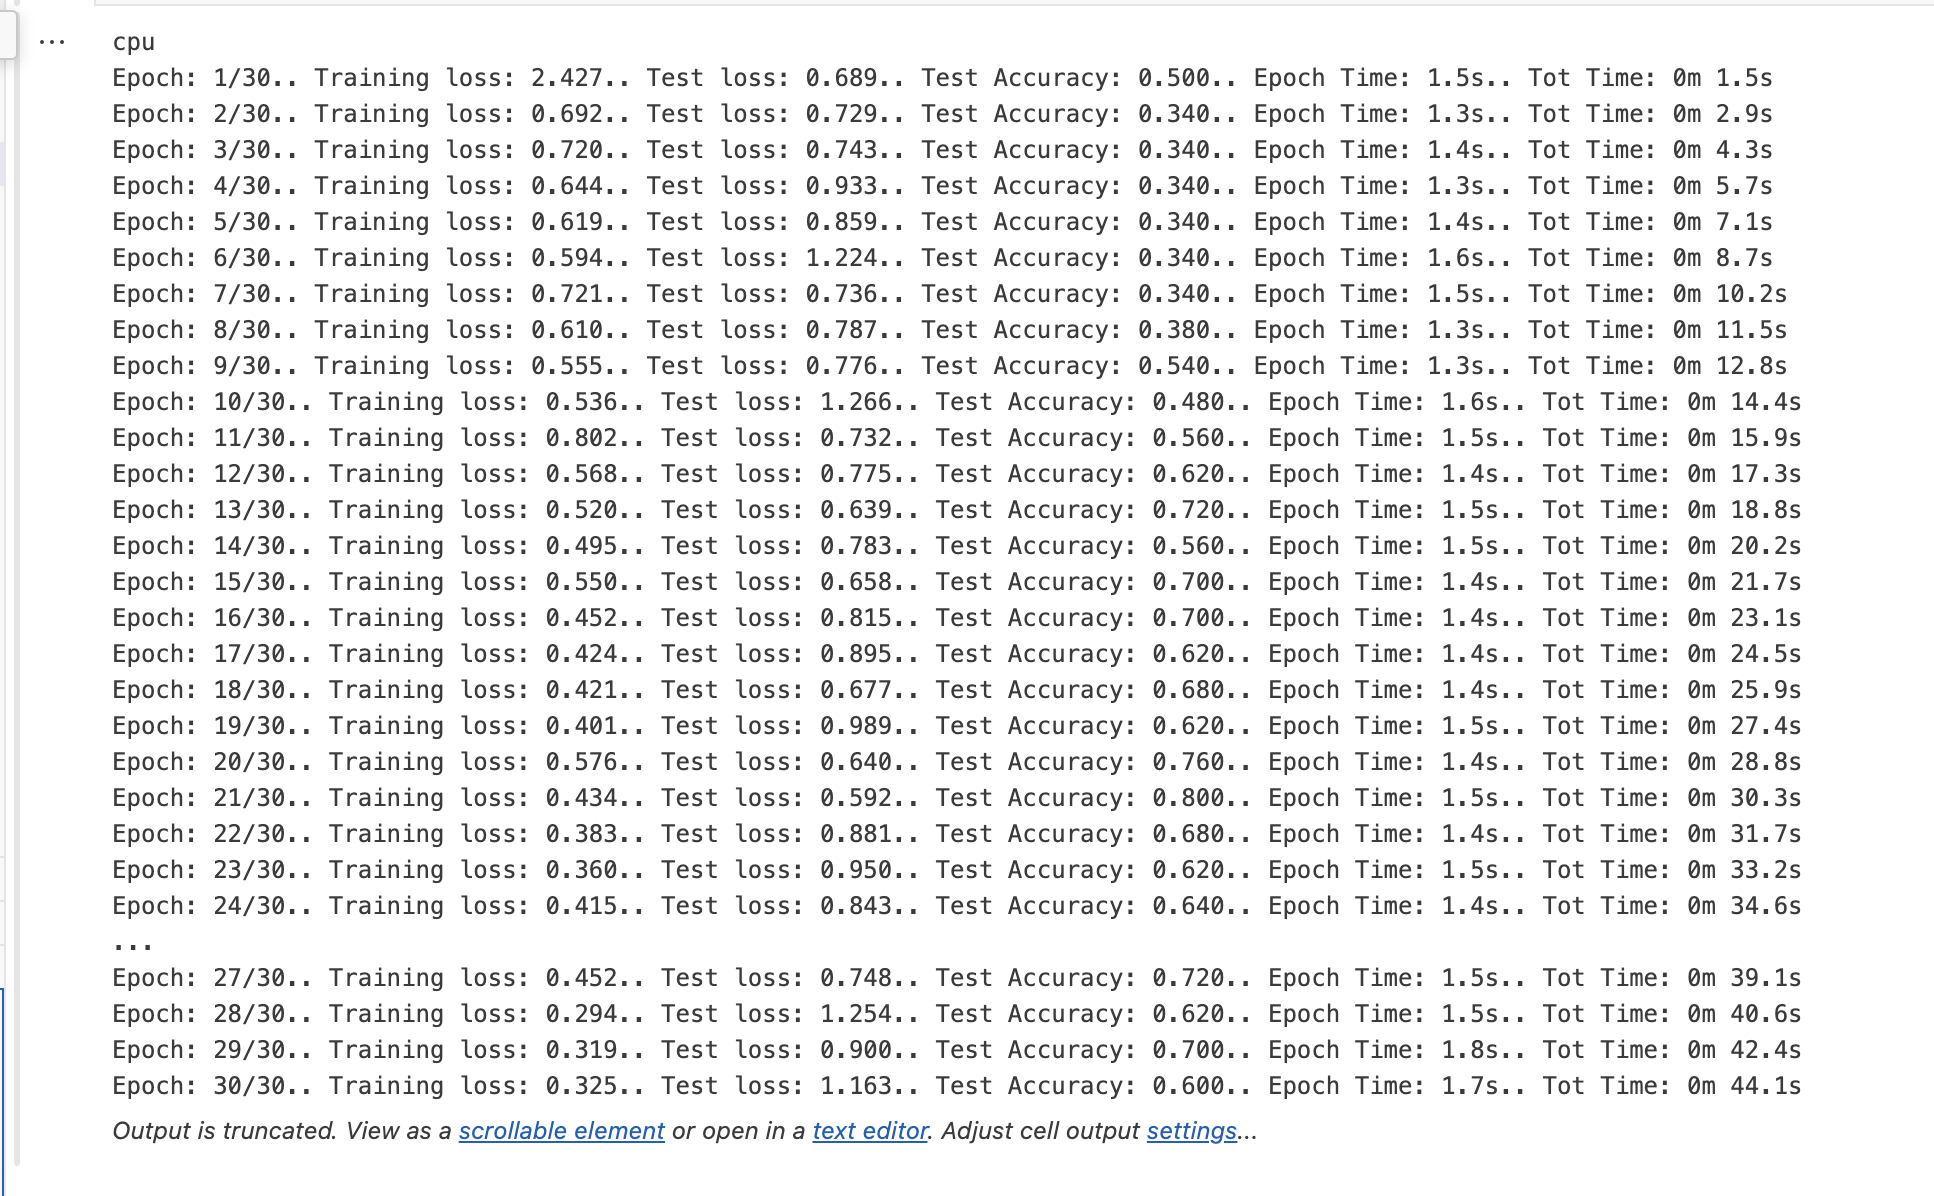 ...
cpu
Epoch: 1/30.. Training loss: 2.427.. Test loss: 0.689.. Test Accuracy: 0.500.. Epoch Time: 1.5s.. Tot Time: 0m 1.5s
Epoch: 2/30.. Training loss: 0.692.. Test loss: 0.729.. Test Accuracy: 0.340.. Epoch Time: 1.3s.. Tot Time: 0m 2.9s
Epoch: 3/30.. Training loss: 0.720.. Test loss: 0.743.. Test Accuracy: 0.340.. Epoch Time: 1.4s.. Tot Time: 0m 4.3s
Epoch: 4/30.. Training loss: 0.644.. Test loss: 0.933.. Test Accuracy: 0.340.. Epoch Time: 1.3s.. Tot Time: 0m 5.7s
Epoch: 5/30.. Training loss: 0.619.. Test loss: 0.859.. Test Accuracy: 0.340.. Epoch Time: 1.4s.. Tot Time: 0m 7.1s
Epoch: 6/30.. Training loss: 0.594.. Test loss: 1.224.. Test Accuracy: 0.340.. Epoch Time: 1.6s.. Tot Time: 0m 8.7s
Epoch: 7/30.. Training loss: 0.721.. Test loss: 0.736.. Test Accuracy: 0.340.. Epoch Time: 1.5s.. Tot Time: 0m 10.2s
Epoch: 8/30.. Training loss: 0.610.. Test loss: 0.787.. Test Accuracy: 0.380.. Epoch Time: 1.3s.. Tot Time: 0m 11.5s
Epoch: 9/30.. Training loss: 0.555.. Test loss: 0.776.. Test Accuracy: 0.540.. Epoch Time: 1.3s.. Tot Time: 0m 12.8s
Epoch: 10/30.. Training loss: 0.536.. Test loss: 1.266.. Test Accuracy: 0.480.. Epoch Time: 1.6s.. Tot Time: 0m 14.4s
Epoch: 11/30.. Training loss: 0.802.. Test loss: 0.732.. Test Accuracy: 0.560.. Epoch Time: 1.5s.. Tot Time: 0m 15.9s
Epoch: 12/30.. Training loss: 0.568.. Test loss: 0.775.. Test Accuracy: 0.620.. Epoch Time: 1.4s.. Tot Time: 0m 17.3s
Epoch: 13/30.. Training loss: 0.520.. Test loss: 0.639.. Test Accuracy: 0.720.. Epoch Time: 1.5s.. Tot Time: 0m 18.8s
Epoch: 14/30.. Training loss: 0.495.. Test loss: 0.783.. Test Accuracy: 0.560.. Epoch Time: 1.5s.. Tot Time: 0m 20.2s
Epoch: 15/30.. Training loss: 0.550.. Test loss: 0.658.. Test Accuracy: 0.700.. Epoch Time: 1.4s.. Tot Time: 0m 21.7s
Epoch: 16/30.. Training loss: 0.452.. Test loss: 0.815.. Test Accuracy: 0.700.. Epoch Time: 1.4s.. Tot Time: 0m 23.1s
Epoch: 17/30.. Training loss: 0.424.. Test loss: 0.895.. Test Accuracy: 0.620.. Epoch Time: 1.4s.. Tot Time: 0m 24.5s
Epoch: 18/30.. Training loss: 0.421.. Test loss: 0.677.. Test Accuracy: 0.680.. Epoch Time: 1.4s.. Tot Time: 0m 25.9s
Epoch: 19/30.. Training loss: 0.401.. Test loss: 0.989.. Test Accuracy: 0.620.. Epoch Time: 1.5s.. Tot Time: 0m 27.4s
Epoch: 20/30.. Training loss: 0.576.. Test loss: 0.640.. Test Accuracy: 0.760.. Epoch Time: 1.4s.. Tot Time: 0m 28.8s
Epoch: 21/30.. Training loss: 0.434.. Test loss: 0.592.. Test Accuracy: 0.800.. Epoch Time: 1.5s.. Tot Time: 0m 30.3s
Epoch: 22/30.. Training loss: 0.383.. Test loss: 0.881.. Test Accuracy: 0.680.. Epoch Time: 1.4s.. Tot Time: 0m 31.7s
Epoch: 23/30.. Training loss: 0.360.. Test loss: 0.950.. Test Accuracy: 0.620.. Epoch Time: 1.5s.. Tot Time: 0m 33.2s
Epoch: 24/30.. Training loss: 0.415.. Test loss: 0.843.. Test Accuracy: 0.640.. Epoch Time: 1.4s.. Tot Time: 0m 34.6s
...
Epoch: 27/30.. Training loss: 0.452.. Test loss: 0.748.. Test Accuracy: 0.720.. Epoch Time: 1.5s.. Tot Time: 0m 39.1s
Epoch: 28/30.. Training loss: 0.294.. Test loss: 1.254.. Test Accuracy: 0.620.. Epoch Time: 1.5s.. Tot Time: 0m 40.6s
Epoch: 29/30.. Training loss: 0.319.. Test loss: 0.900.. Test Accuracy: 0.700.. Epoch Time: 1.8s.. Tot Time: 0m 42.4s
Epoch: 30/30.. Training loss: 0.325.. Test loss: 1.163.. Test Accuracy: 0.600.. Epoch Time: 1.7s.. Tot Time: 0m 44.1s
Output is truncated. View as a scrollable element or open in a text editor. Adjust cell output settings...